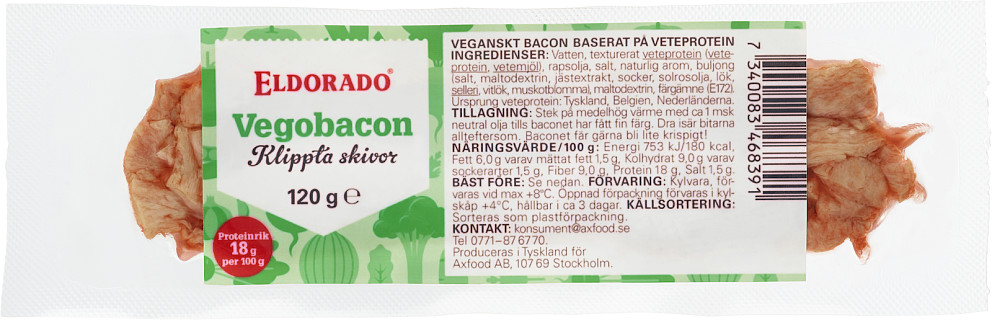 ELDORADO®
Vegobacon
Klippta skivor
120 g ℮
Proteinrik
18 g
per 100 g
VEGANSKT BACON BASERAT PÅ VETEPROTEIN
INGREDIENSER: Vatten, texturerat veteprotein (vete-
protein, vetemjöl), rapsolja, salt, naturlig arom, buljong
(salt, maltodextrin, jästextrakt, socker, solrosolja, lök,
selleri, vitlök, muskotblomma), maltodextrin, färgämne (E172).
Ursprung veteprotein: Tyskland, Belgien, Nederländerna.
TILLAGNING: Stek på medelhög värme med ca 1 msk
neutral olja tills baconet har fått fin färg. Dra isär bitarna
allteftersom. Baconet får gärna bli lite krispigt!
NÄRINGSVÄRDE/100 g: Energi 753 kJ/180 kcal,
Fett 6,0 g varav mättat fett 1,5 g, Kolhydrat 9,0 g varav
sockerarter 1,5 g, Fiber 9,0 g, Protein 18 g, Salt 1,5 g.
BÄST FÖRE: Se nedan. FÖRVARING: Kylvara, för-
varas vid max +8°C. Öppnad förpackning förvaras i kyl-
skåp +4°C, hållbar i ca 3 dagar. KÄLLSORTERING:
Sorteras som plastförpackning.
KONTAKT: konsument@axfood.se
Tel 0771-87 67 70.
Produceras i Tyskland för
Axfood AB, 107 69 Stockholm.
7 340083 468391